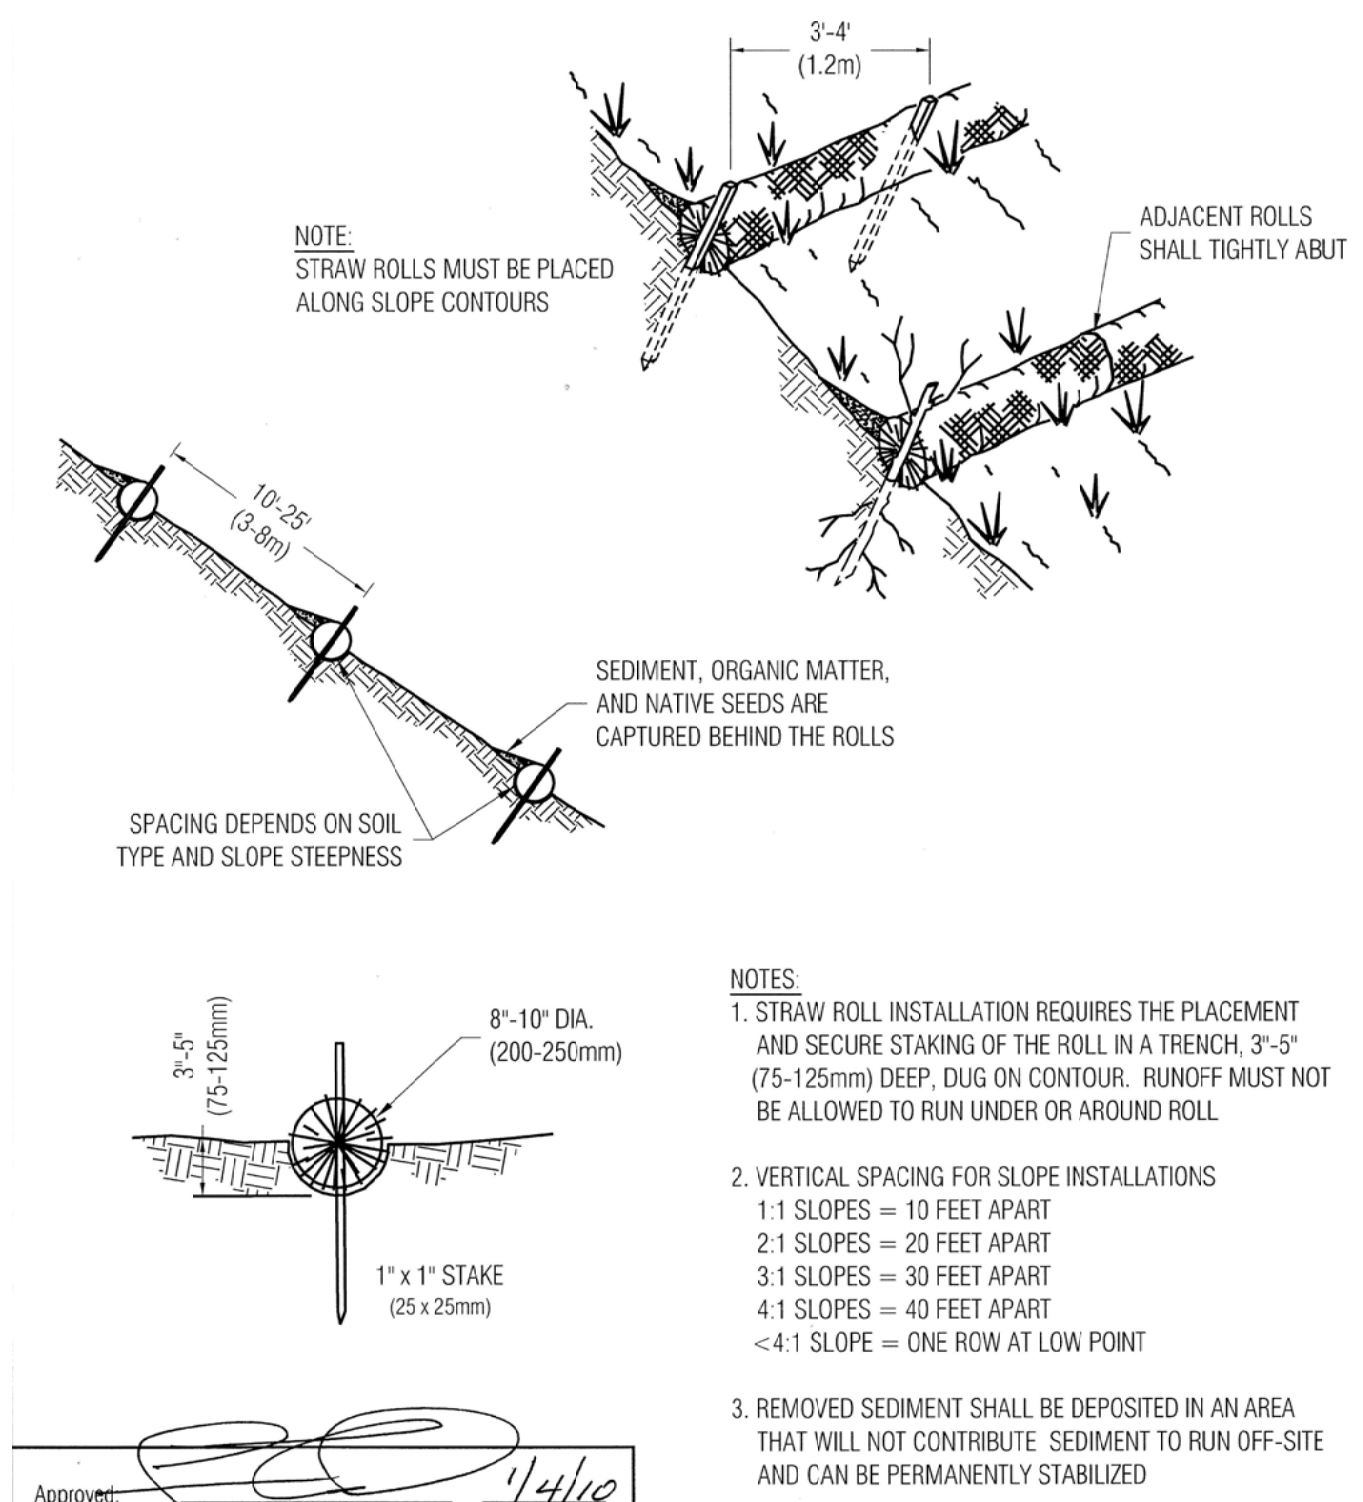 3'-4'
(1.2m)
ADJACENT ROLLS
SHALL TIGHTLY ABUT
NOTE:
STRAW ROLLS MUST BE PLACED
ALONG SLOPE CONTOURS
10'-25'
(3-8m)
SEDIMENT, ORGANIC MATTER,
AND NATIVE SEEDS ARE
CAPTURED BEHIND THE ROLLS
SPACING DEPENDS ON SOIL
TYPE AND SLOPE STEEPNESS
3"-5"
(75-125mm)
8"-10" DIA.
(200-250mm)
1" x 1" STAKE
(25 x 25mm)
NOTES:
1. STRAW ROLL INSTALLATION REQUIRES THE PLACEMENT
AND SECURE STAKING OF THE ROLL IN A TRENCH, 3"-5"
(75-125mm) DEEP, DUG ON CONTOUR. RUNOFF MUST NOT
BE ALLOWED TO RUN UNDER OR AROUND ROLL
2. VERTICAL SPACING FOR SLOPE INSTALLATIONS
1:1 SLOPES = 10 FEET APART
2:1 SLOPES = 20 FEET APART
3:1 SLOPES = 30 FEET APART
4:1 SLOPES = 40 FEET APART
<4:1 SLOPE = ONE ROW AT LOW POINT
3. REMOVED SEDIMENT SHALL BE DEPOSITED IN AN AREA
THAT WILL NOT CONTRIBUTE SEDIMENT TO RUN OFF-SITE
AND CAN BE PERMANENTLY STABILIZED
Approved: 1/4/10